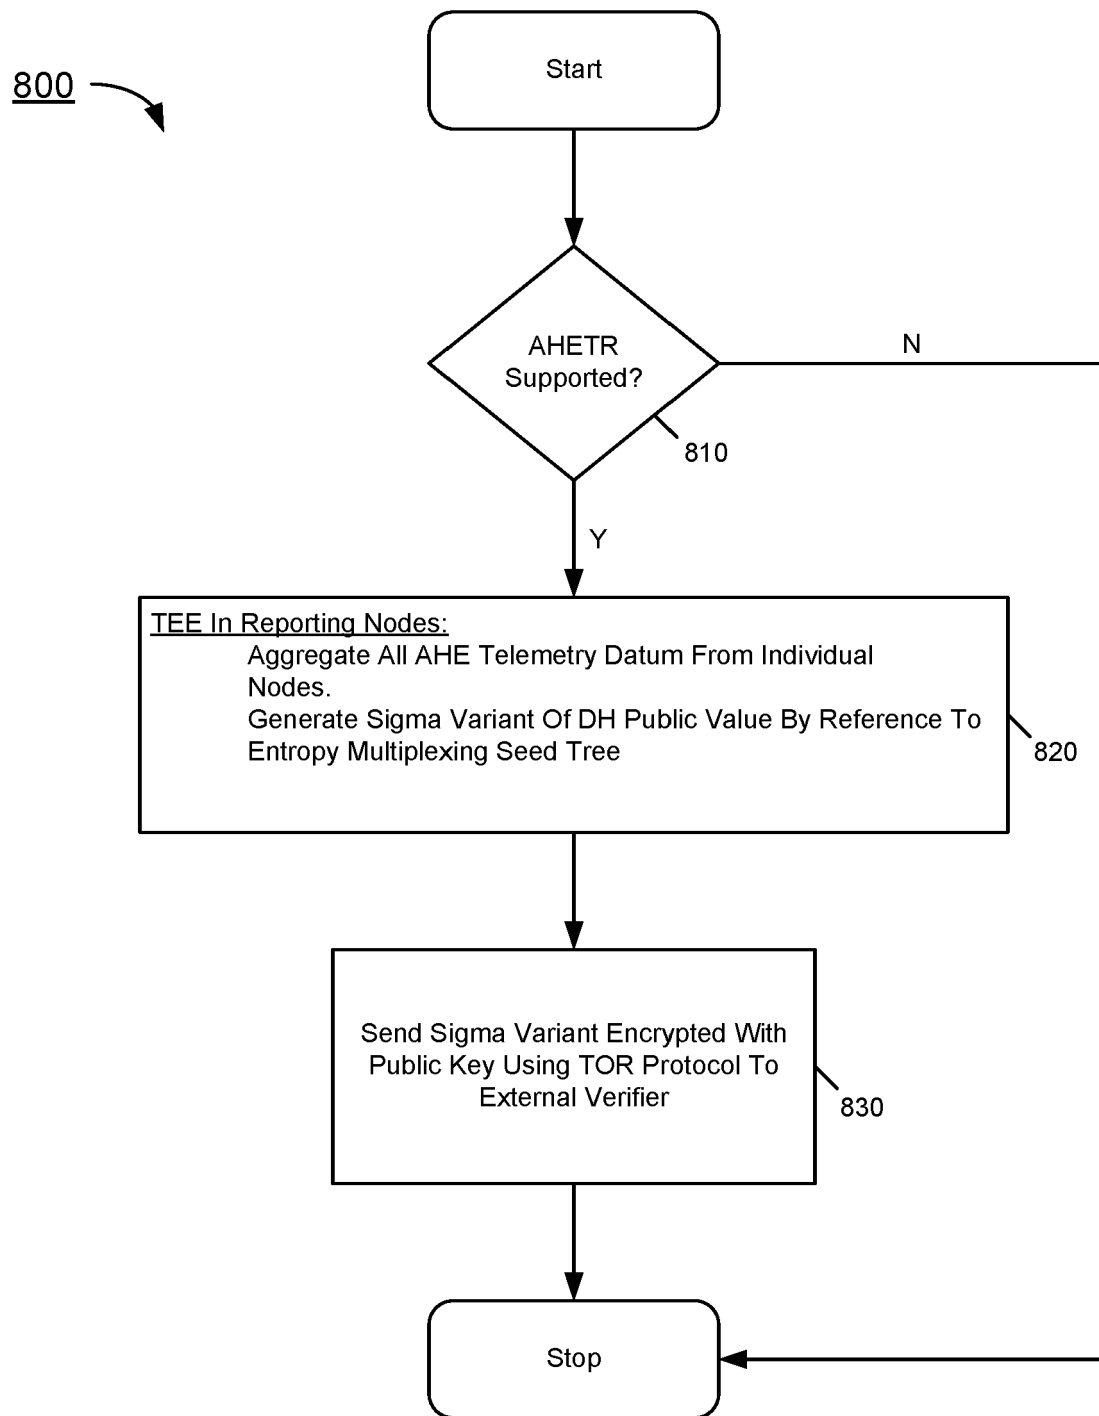 800
Start
AHETR
Supported?
N
810
Y
TEE In Reporting Nodes:
Aggregate All AHE Telemetry Datum From Individual
Nodes.
Generate Sigma Variant Of DH Public Value By Reference To
Entropy Multiplexing Seed Tree
820
Send Sigma Variant Encrypted With
Public Key Using TOR Protocol To
External Verifier
830
Stop